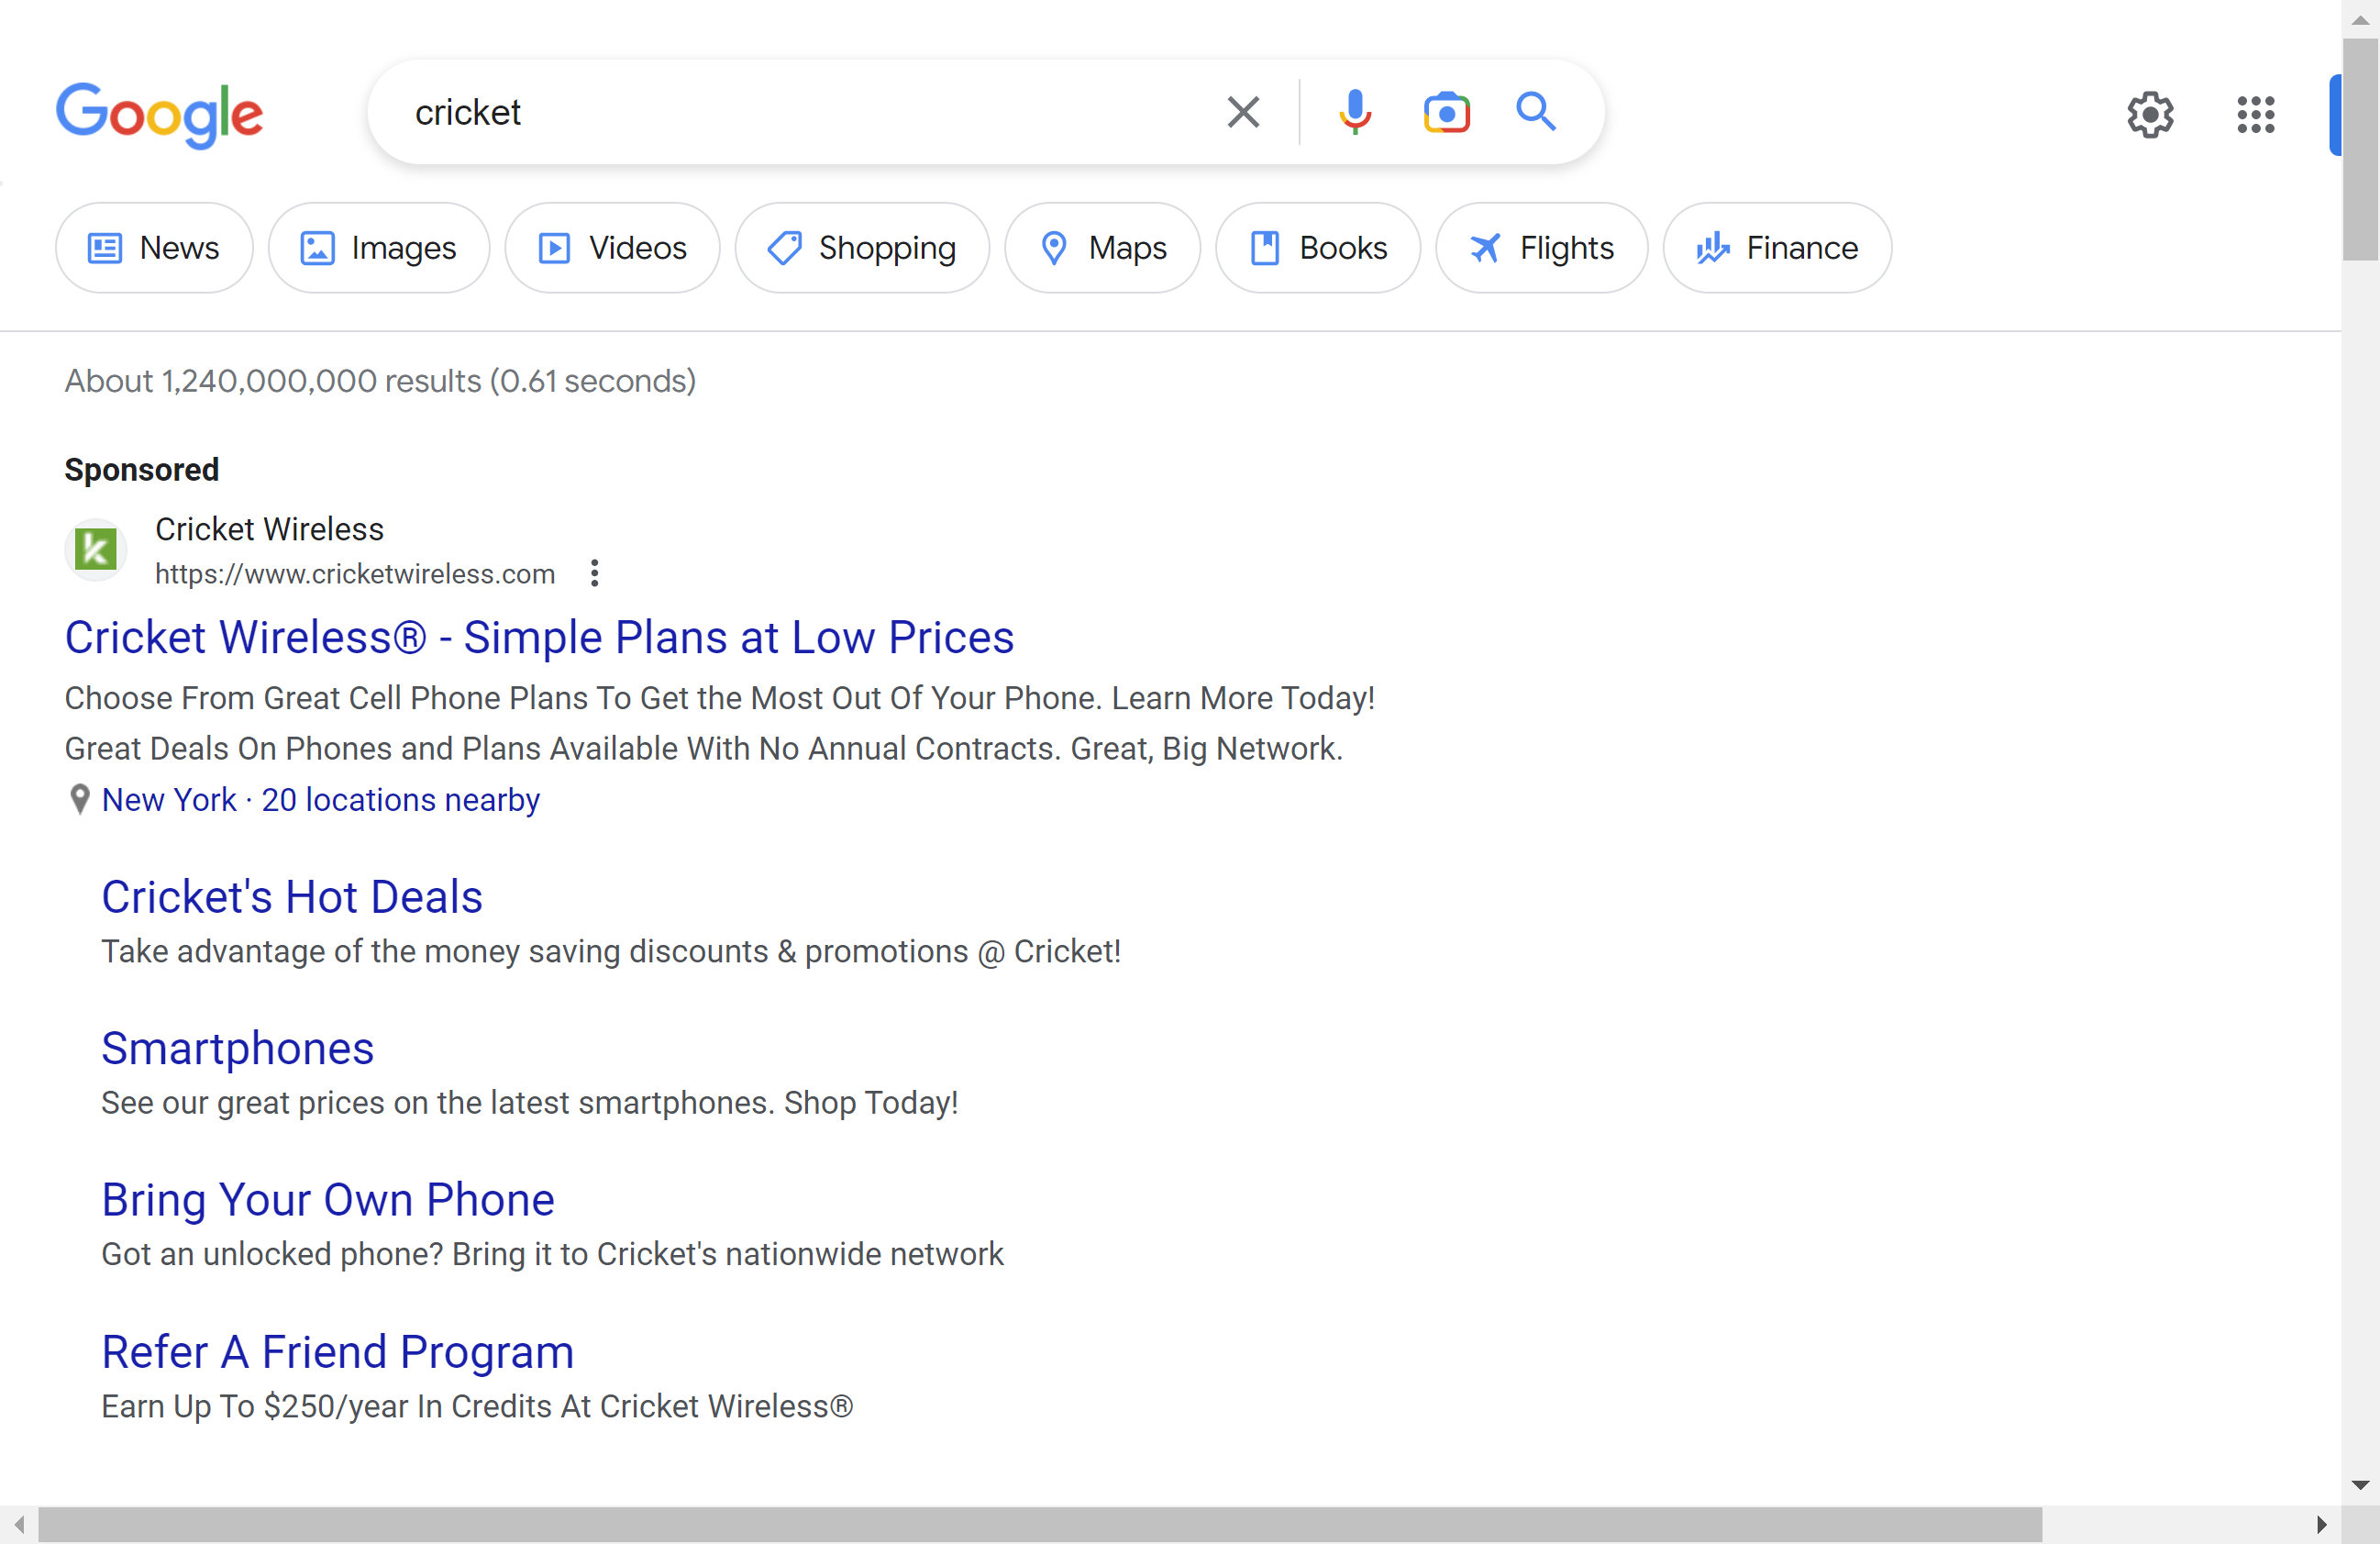 Google
cricket
News
Images
Videos
Shopping
Maps
Books
Flights
Finance
About 1,240,000,000 results (0.61 seconds)
Sponsored
Cricket Wireless
https://www.cricketwireless.com
Cricket Wireless® - Simple Plans at Low Prices
Choose From Great Cell Phone Plans To Get the Most Out Of Your Phone. Learn More Today!
Great Deals On Phones and Plans Available With No Annual Contracts. Great, Big Network.
New York · 20 locations nearby
Cricket's Hot Deals
Take advantage of the money saving discounts & promotions @ Cricket!
Smartphones
See our great prices on the latest smartphones. Shop Today!
Bring Your Own Phone
Got an unlocked phone? Bring it to Cricket's nationwide network
Refer A Friend Program
Earn Up To $250/year In Credits At Cricket Wireless®